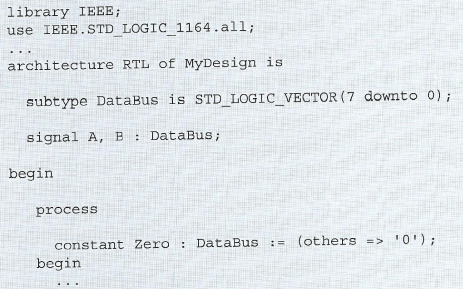 library IEEE;
use IEEE.STD_LOGIC_1164.all;
...
architecture RTL of MyDesign is
subtype DataBus is STD_LOGIC_VECTOR(7 downto 0);
signal A, B : DataBus;
begin
process
constant Zero : DataBus := (others => '0');
begin
...